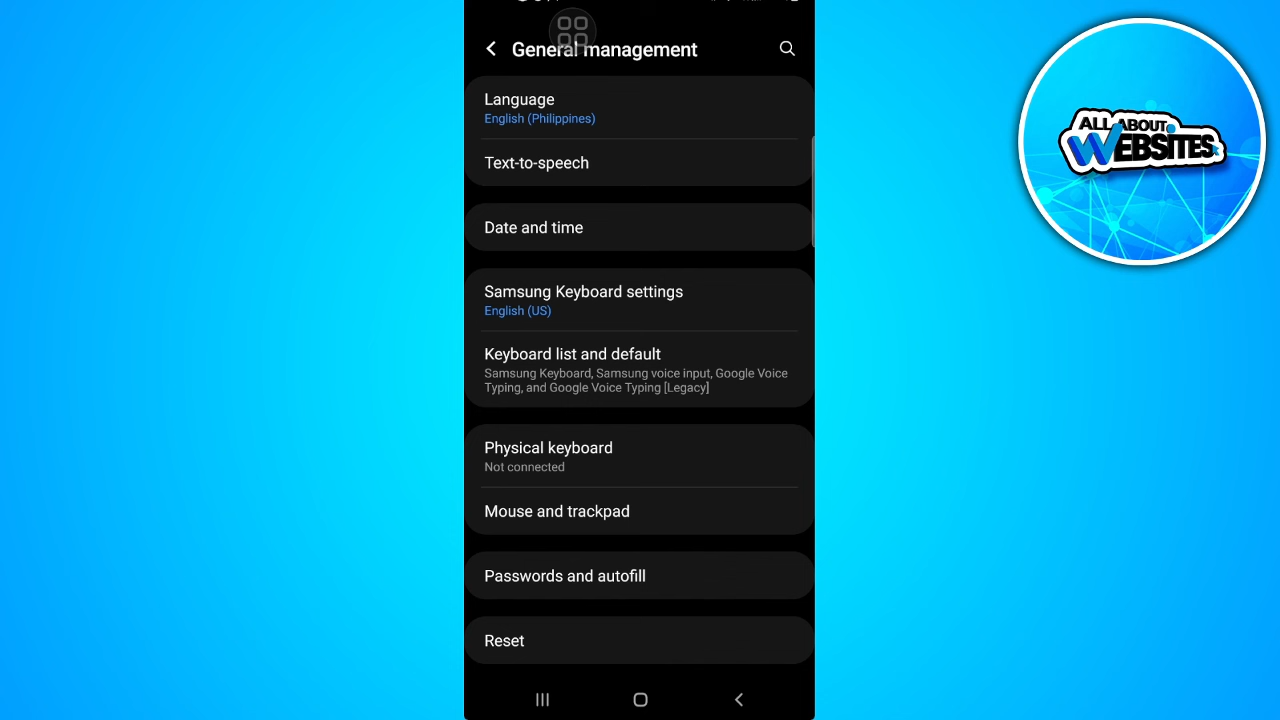 General management
Language
English (Philippines)
Text-to-speech
Date and time
Samsung Keyboard settings
English (US)
Keyboard list and default
Samsung Keyboard, Samsung voice input, Google Voice
Typing, and Google Voice Typing [Legacy]
Physical keyboard
Not connected
Mouse and trackpad
Passwords and autofill
Reset
ALL ABOUT
WEBSITES